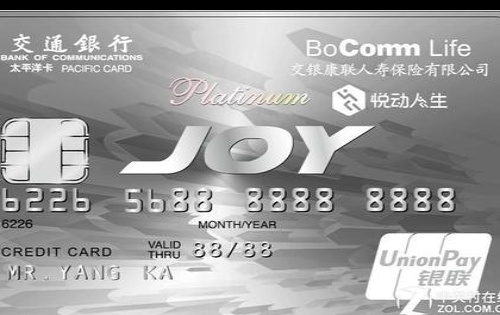 交通銀行
BANK OF COMMUNICATIONS
太平洋卡 PACIFIC CARD
BoComm Life
交银康联人寿保险有限公司
Platinum
悦动人生
JOY
6226 5688 8888 8888
6226
MONTH/YEAR
CREDIT CARD
VALID THRU
88/88
MR.YANG KA
UnionPay
银联
ZOL.COM.C